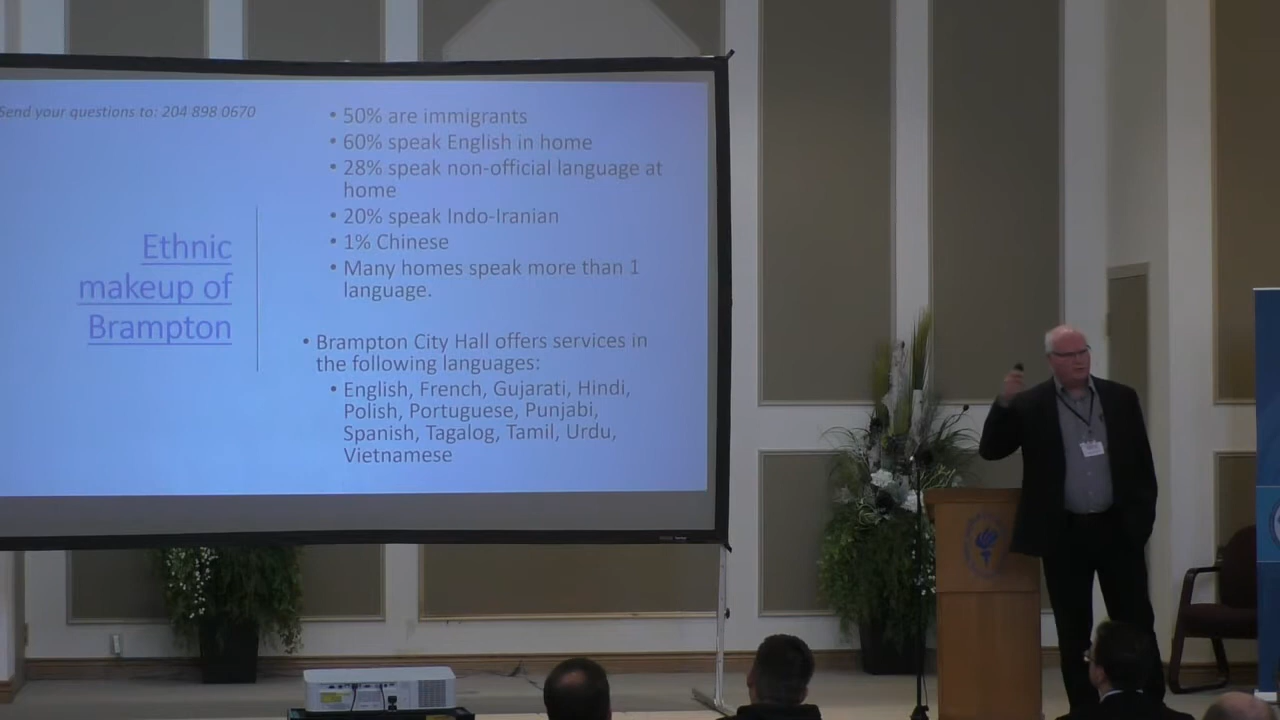 Send your questions to: 204 898 0670
Ethnic
makeup of
Brampton
• 50% are immigrants
• 60% speak English in home
• 28% speak non-official language at
home
• 20% speak Indo-Iranian
• 1% Chinese
• Many homes speak more than 1
language.
• Brampton City Hall offers services in
the following languages:
• English, French, Gujarati, Hindi,
Polish, Portuguese, Punjabi,
Spanish, Tagalog, Tamil, Urdu,
Vietnamese